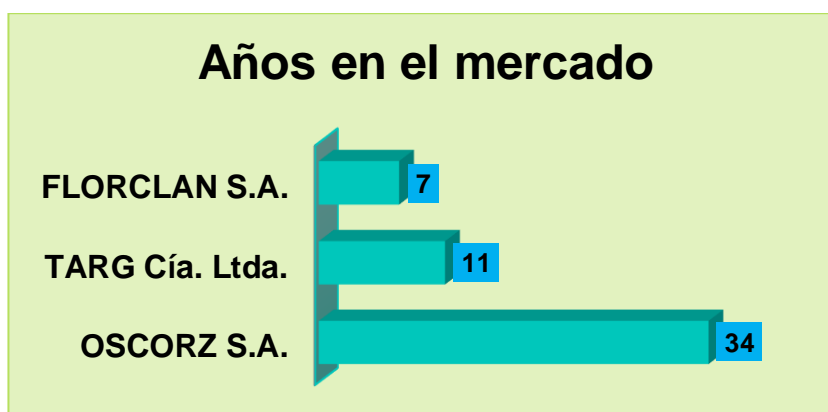 Años en el mercado
FLORCLAN S.A.
7
TARG Cía. Ltda.
11
OSCORZ S.A.
34